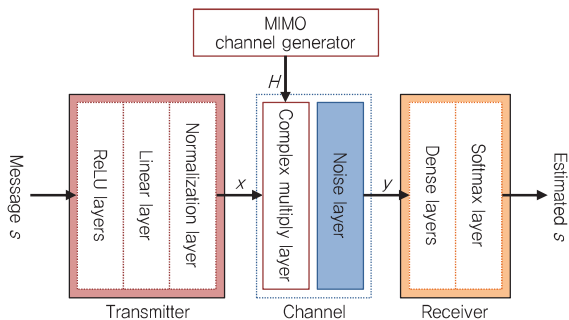 MIMO
channel generator
H
Message s
ReLU layers
Linear layer
Normalization layer
x
Complex multiply layer
Noise layer
y
Dense layers
Softmax layer
Estimated s
Transmitter
Channel
Receiver